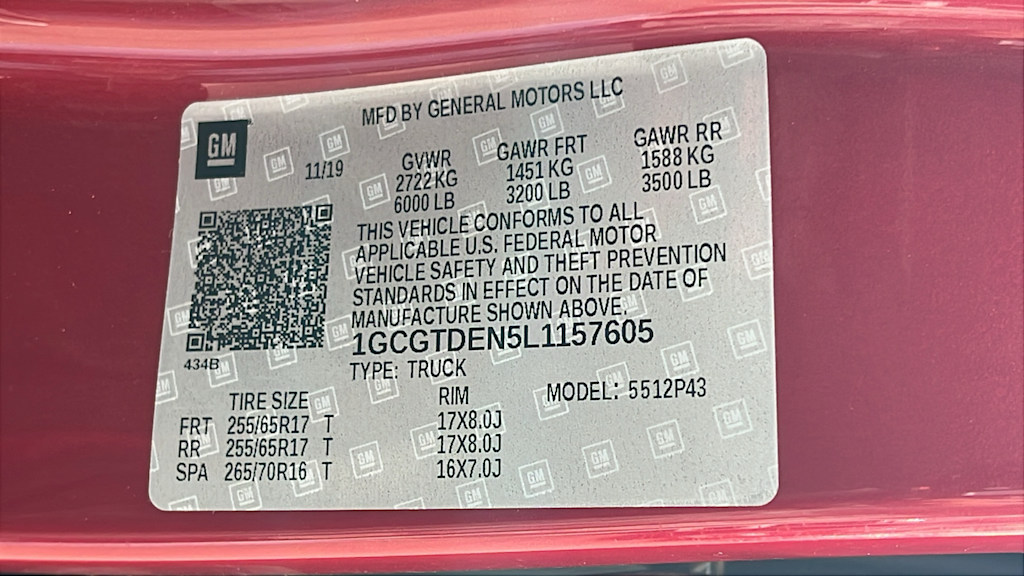 MFD BY GENERAL MOTORS LLC
GM
11/19
GVWR GAWR FRT GAWR RR
2722 KG 1451 KG 1588 KG
6000 LB 3200 LB 3500 LB
THIS VEHICLE CONFORMS TO ALL
APPLICABLE U.S. FEDERAL MOTOR
VEHICLE SAFETY AND THEFT PREVENTION
STANDARDS IN EFFECT ON THE DATE OF
MANUFACTURE SHOWN ABOVE.
1GCGTDEN5L1157605
434B
TYPE: TRUCK
TIRE SIZE RIM MODEL: 5512P43
FRT 255/65R17 T 17X8.0J
RR 255/65R17 T 17X8.0J
SPA 265/70R16 T 16X7.0J